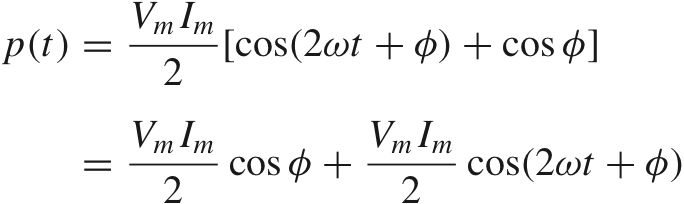 p(t) = \frac{V_m I_m}{2}[\cos(2\omega t + \phi) + \cos\phi]
= \frac{V_m I_m}{2} \cos\phi + \frac{V_m I_m}{2} \cos(2\omega t + \phi)